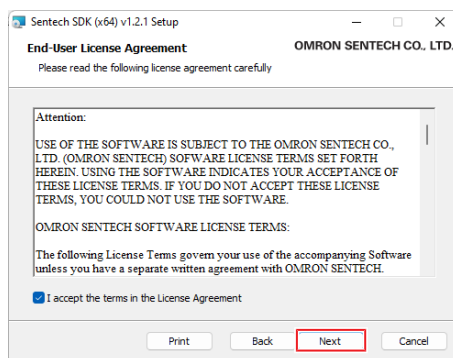 Sentech SDK (x64) v1.2.1 Setup
End-User License Agreement
OMRON SENTECH CO., LTD.
Please read the following license agreement carefully
Attention:
USE OF THE SOFTWARE IS SUBJECT TO THE OMRON SENTECH CO.,
LTD. (OMRON SENTECH) SOFWARE LICENSE TERMS SET FORTH
HEREIN. USING THE SOFTWARE INDICATES YOUR ACCEPTANCE OF
THESE LICENSE TERMS. IF YOU DO NOT ACCEPT THESE LICENSE
TERMS, YOU COULD NOT USE THE SOFTWARE.
OMRON SENTECH SOFTWARE LICENSE TERMS:
The following License Terms govern your use of the accompanying Software
unless you have a separate written agreement with OMRON SENTECH.
I accept the terms in the License Agreement
Print Back Next Cancel